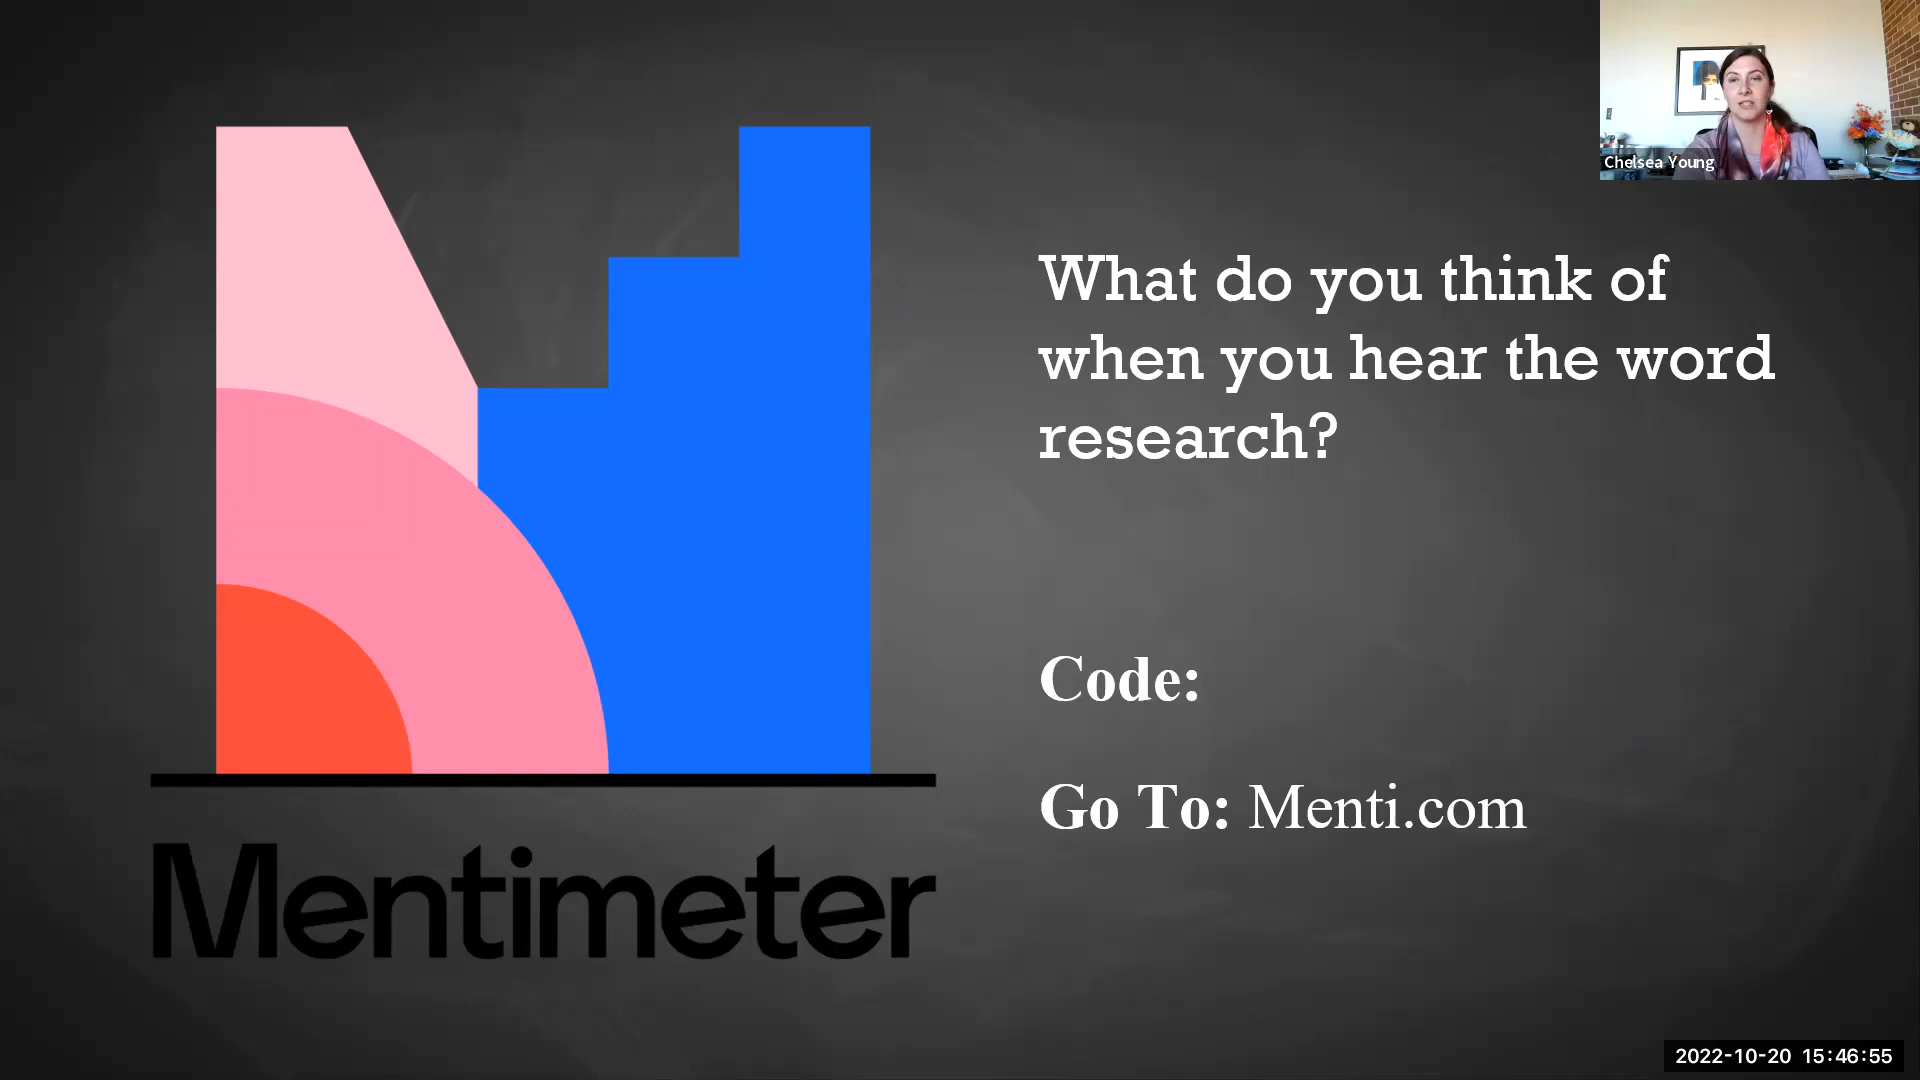 Chelsea Young
What do you think of
when you hear the word
research?
Code:
Go To: Menti.com
Mentimeter
2022-10-20 15:46:55